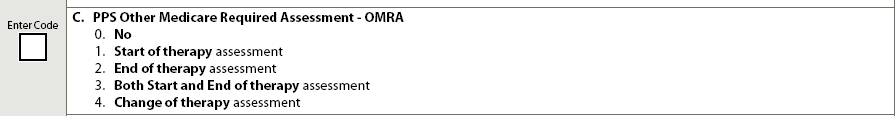 Enter Code
C. PPS Other Medicare Required Assessment - OMRA
0. No
1. Start of therapy assessment
2. End of therapy assessment
3. Both Start and End of therapy assessment
4. Change of therapy assessment